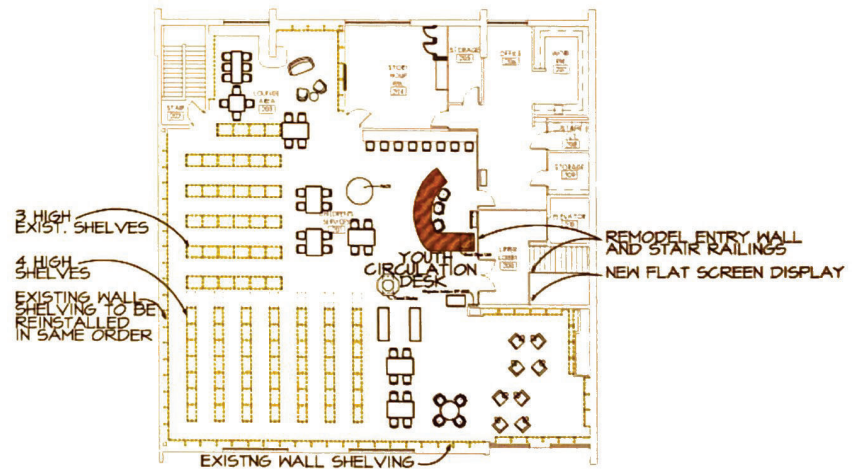 STORAGE
OFFICE
STORY
HOUR
LOUNGE
AREA
STAIR
STORAGE
3 HIGH
EXIST. SHELVES
4 HIGH
SHELVES
EXISTING WALL
SHELVING TO BE
REINSTALLED
IN SAME ORDER
CHILDREN'S
YOUTH
CIRCULATION
DESK
LOBBY
ELEVATOR
REMODEL ENTRY WALL
AND STAIR RAILINGS
NEW FLAT SCREEN DISPLAY
EXISTNG WALL SHELVING